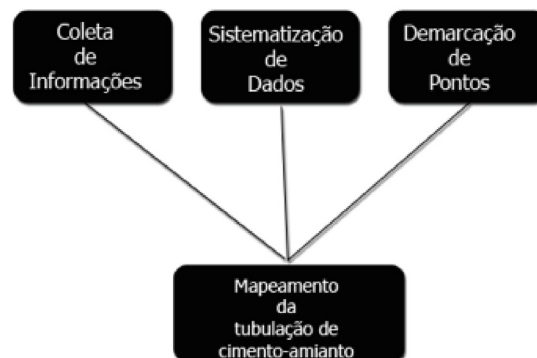 Coleta
de
Informações
Sistematização
de
Dados
Demarcação
de
Pontos
Mapeamento
da
tubulação de
cimento-amianto